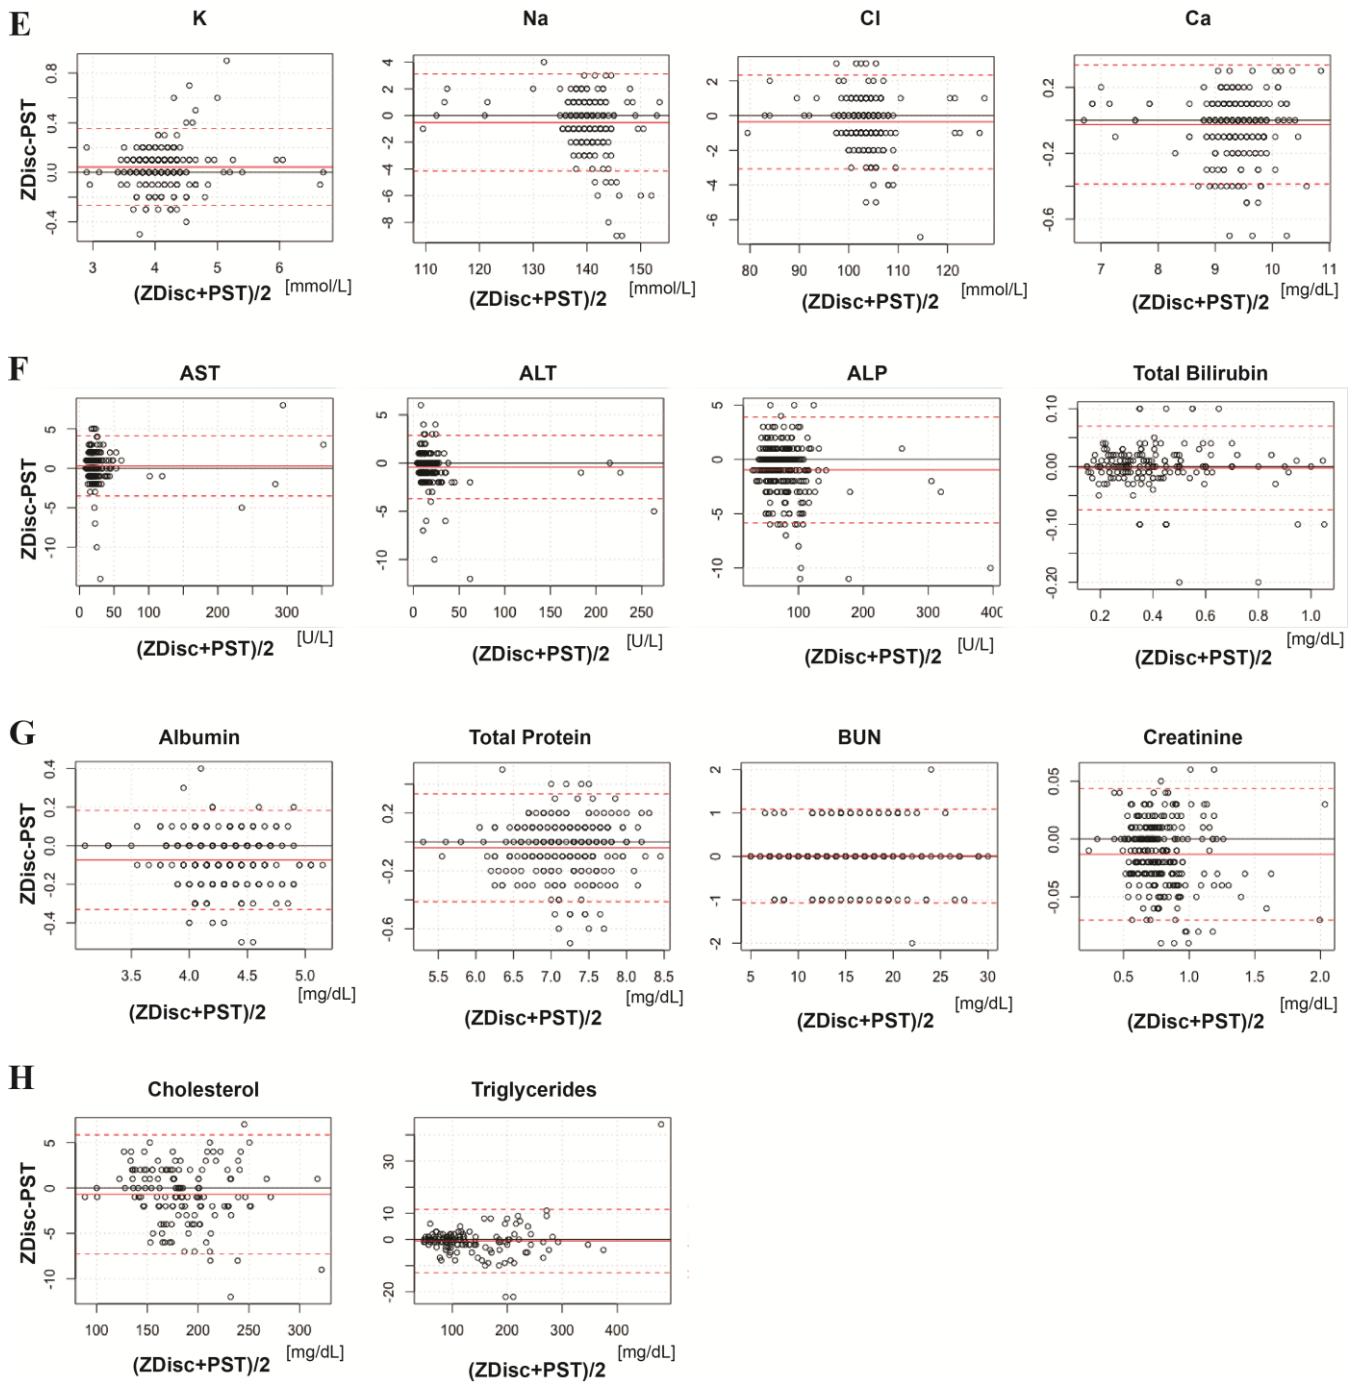 E
K Na Cl Ca
ZDisc-PST
0.8
0.4
0.0
-0.4
3 4 5 6
4
2
0
-2
-4
-6
-8
110 120 130 140 150
2
0
-2
-4
-6
80 90 100 110 120
0.2
-0.2
-0.6
7 8 9 10 11
(ZDisc+PST)/2 [mmol/L] (ZDisc+PST)/2 [mmol/L] (ZDisc+PST)/2 [mmol/L] (ZDisc+PST)/2 [mg/dL]
F
AST ALT ALP Total Bilirubin
ZDisc-PST
5
0
-5
-10
0 50 100 200 300
5
0
-5
-10
0 50 100 150 200 250
5
0
-5
-10
100 200 300 400
0.10
0.00
-0.10
-0.20
0.2 0.4 0.6 0.8 1.0
(ZDisc+PST)/2 [U/L] (ZDisc+PST)/2 [U/L] (ZDisc+PST)/2 [U/L] (ZDisc+PST)/2 [mg/dL]
G
Albumin Total Protein BUN Creatinine
ZDisc-PST
0.4
0.2
0.0
-0.2
-0.4
3.5 4.0 4.5 5.0
0.2
-0.2
-0.6
5.5 6.0 6.5 7.0 7.5 8.0 8.5
2
1
0
-1
-2
5 10 15 20 25 30
0.05
0.00
-0.05
0.5 1.0 2.0
(ZDisc+PST)/2 [mg/dL] (ZDisc+PST)/2 [mg/dL] (ZDisc+PST)/2 [mg/dL] (ZDisc+PST)/2 [mg/dL]
H
Cholesterol Triglycerides
ZDisc-PST
5
0
-5
-10
100 150 200 250 300
30
10
0
-20
100 200 300 400
(ZDisc+PST)/2 [mg/dL] (ZDisc+PST)/2 [mg/dL]